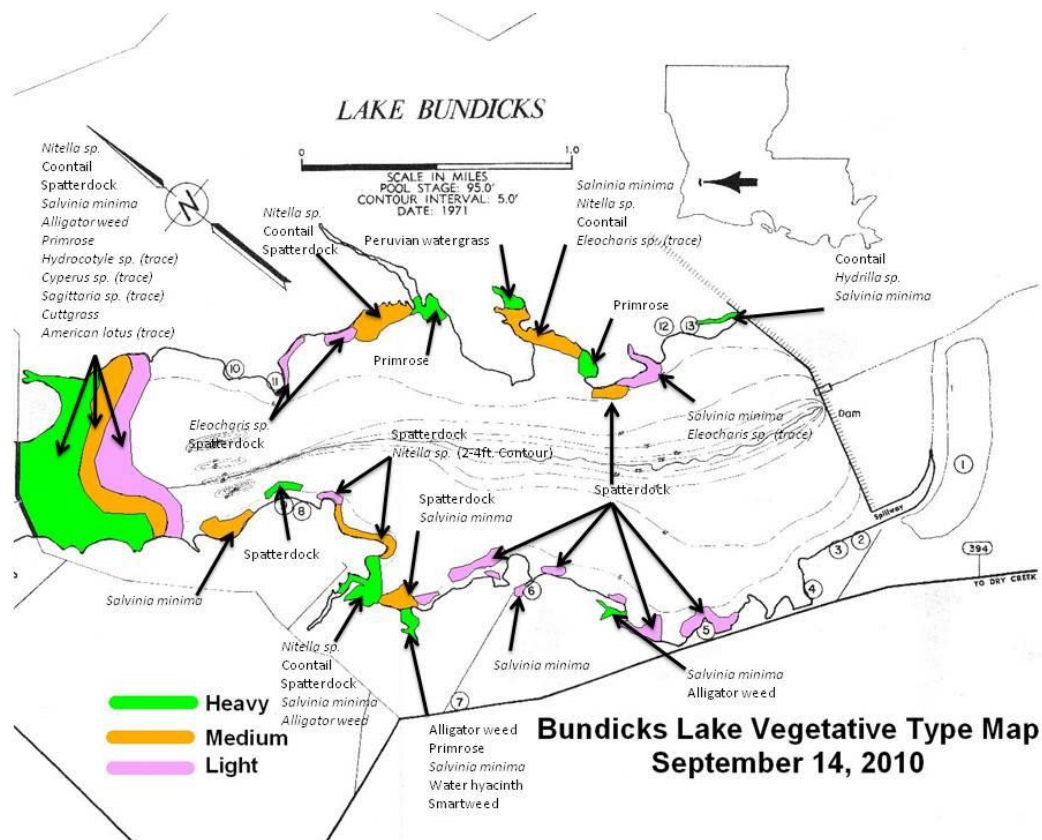 LAKE BUNDICKS
0
1.0
SCALE IN MILES
POOL STAGE: 95.0'
CONTOUR INTERVAL: 5.0'
DATE: 1971
N
Nitella sp.
Coontail
Spatterdock
Salvinia minima
Alligator weed
Primrose
Hydrocotyle sp. (trace)
Cyperus sp. (trace)
Sagittaria sp. (trace)
Cuttgrass
American lotus (trace)
Nitella sp.
Coontail
Spatterdock
Peruvian watergrass
Salninia minima
Nitella sp.
Coontail
Eleocharis sp. (trace)
Coontail
Hydrilla sp.
Salvinia minima
Primrose
Primrose
12
13
10
11
Dam
1
Eleocharis sp.
Spatterdock
Spatterdock
Nitella sp. (2-4ft. Contour)
Salvinia minima
Eleocharis sp. (trace)
Spatterdock
Spatterdock
Salvinia minma
8
Spatterdock
Salvinia minima
Spillway
3
2
394
TO DRY CREEK
4
6
5
7
Salvinia minima
Salvinia minima
Alligator weed
Nitella sp.
Coontail
Spatterdock
Salvinia minima
Alligator weed
Alligator weed
Primrose
Salvinia minima
Water hyacinth
Smartweed
Heavy
Medium
Light
Bundicks Lake Vegetative Type Map
September 14, 2010